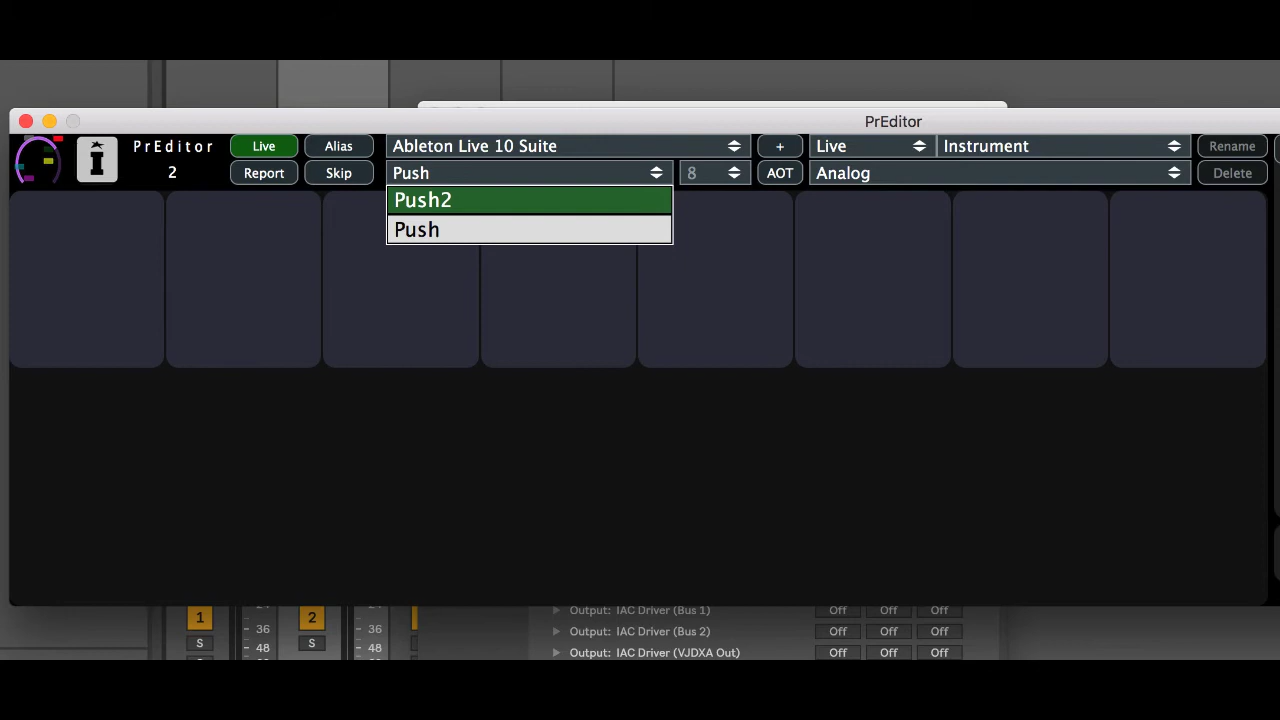 PrEditor
PrEditor Live Alias Ableton Live 10 Suite + Live Instrument Rename
2 Report Skip Push 8 AOT Analog Delete
Push2
Push
1 2 Output: IAC Driver (Bus 1) Off Off Off
S 36 S 36 Output: IAC Driver (Bus 2) Off Off Off
48 48 Output: IAC Driver (VJDXA Out) Off Off Off